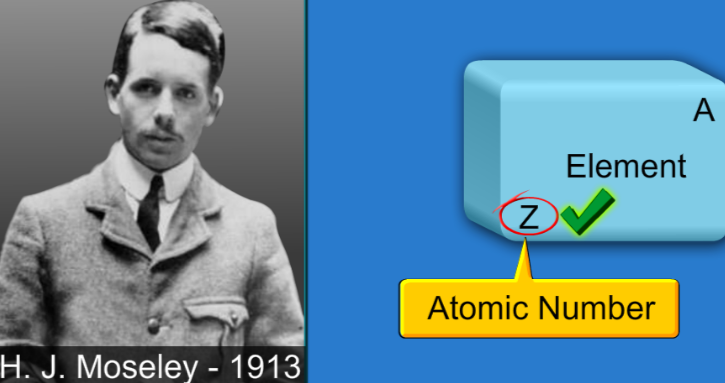 H. J. Moseley - 1913
A
Element
Z
Atomic Number